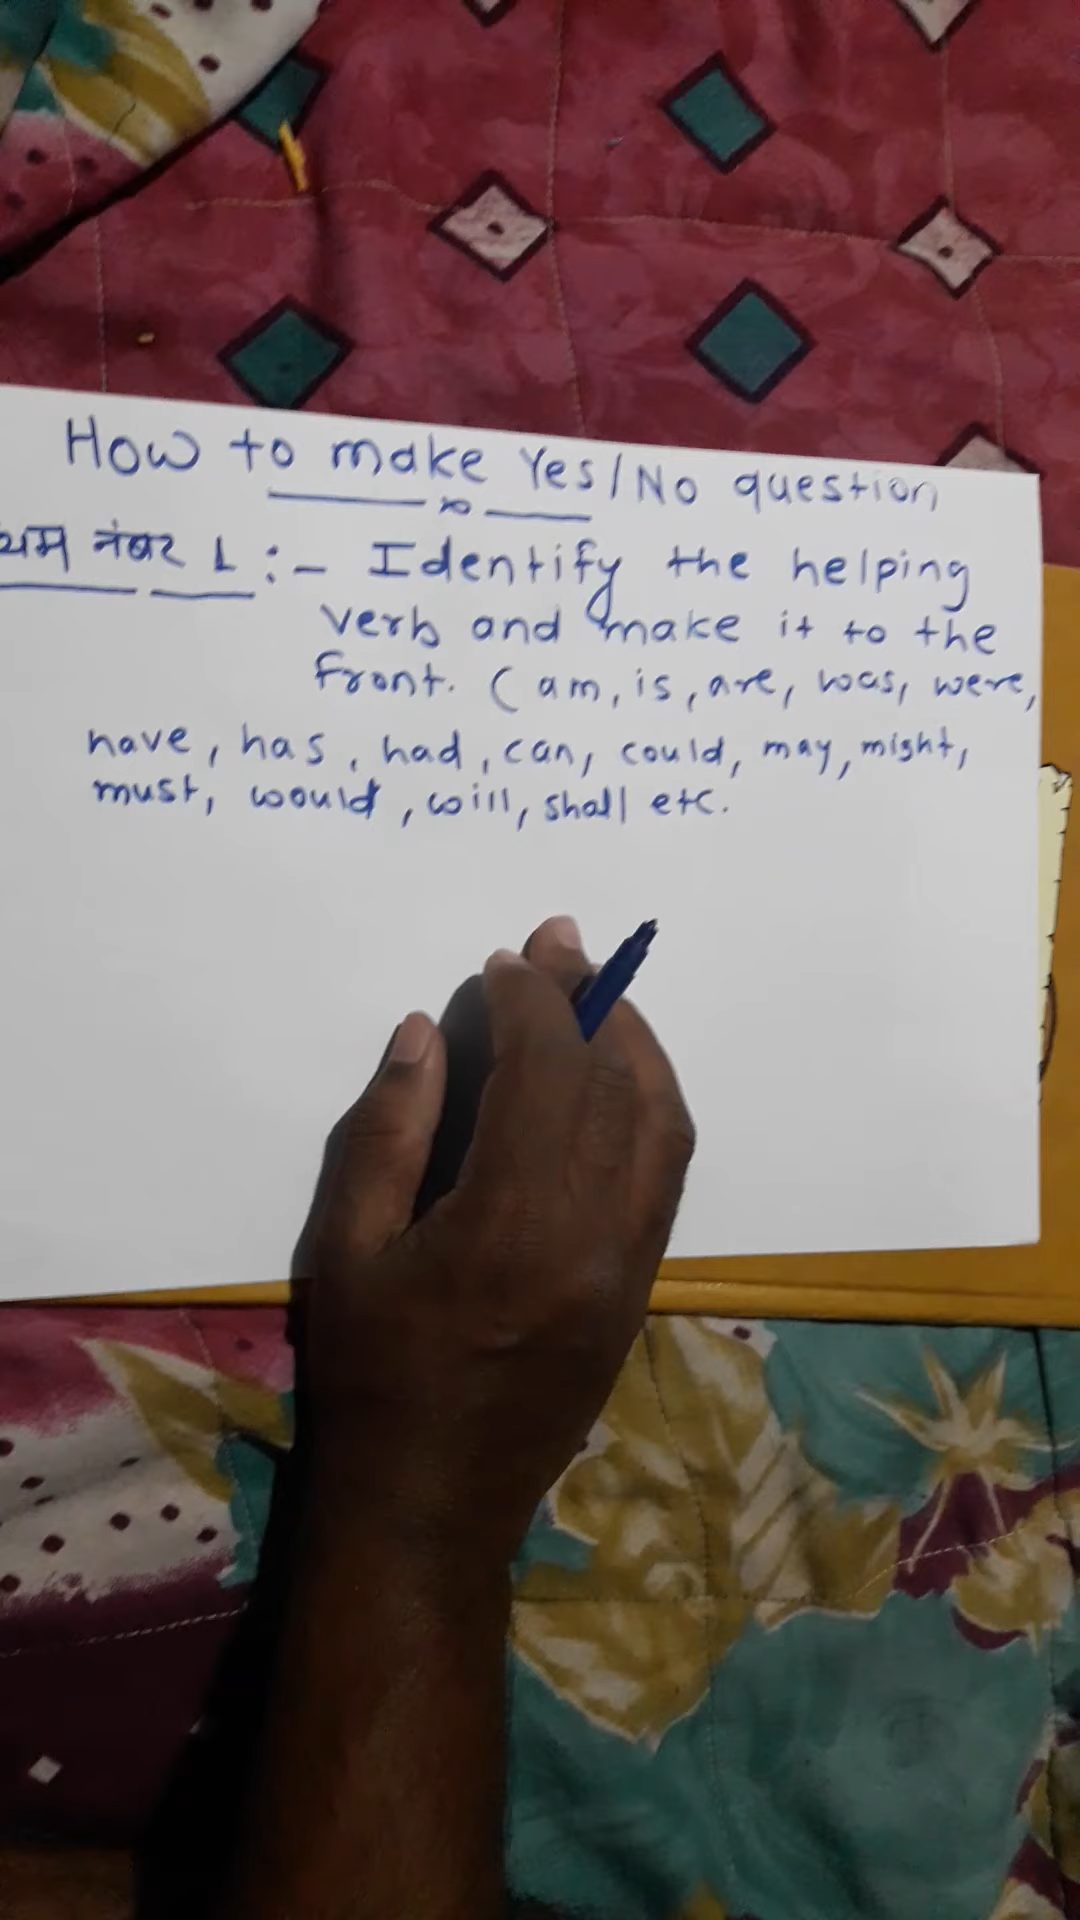 How to make Yes/No question
नंबर 1 :- Identify the helping
verb and make it to the
front. ( am, is, are, was, were,
have, has, had, can, could, may, might,
must, would, will, shall etc.